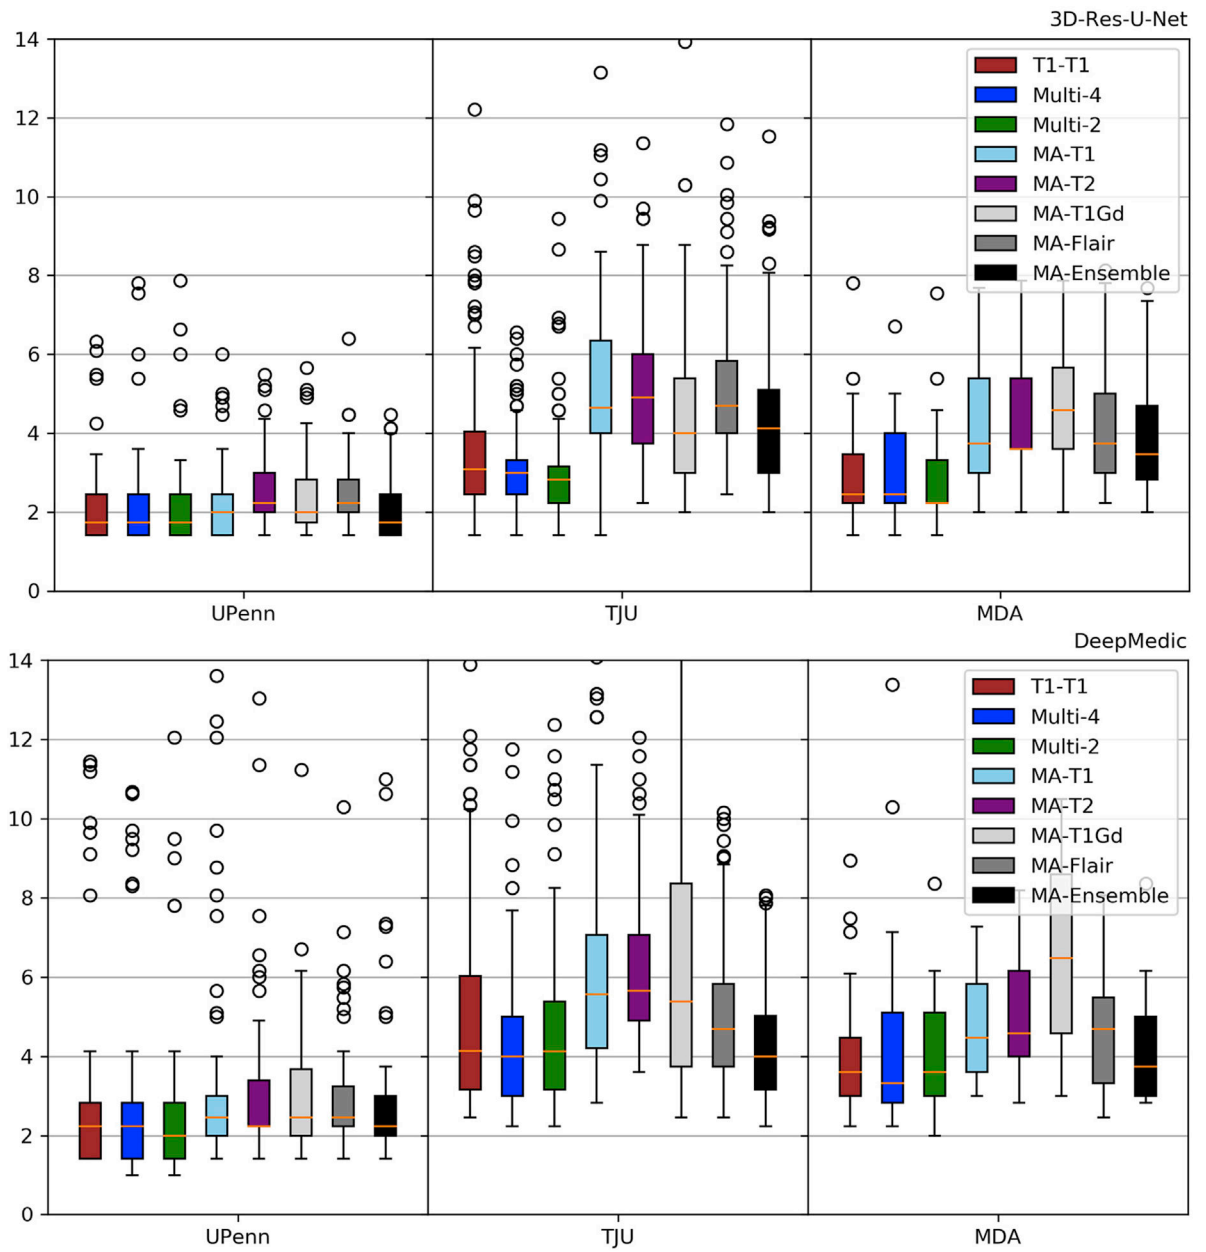 3D-Res-U-Net
14
12
10
8
6
4
2
0
T1-T1
Multi-4
Multi-2
MA-T1
MA-T2
MA-T1Gd
MA-Flair
MA-Ensemble
UPenn
TJU
MDA
DeepMedic
14
12
10
8
6
4
2
0
T1-T1
Multi-4
Multi-2
MA-T1
MA-T2
MA-T1Gd
MA-Flair
MA-Ensemble
UPenn
TJU
MDA